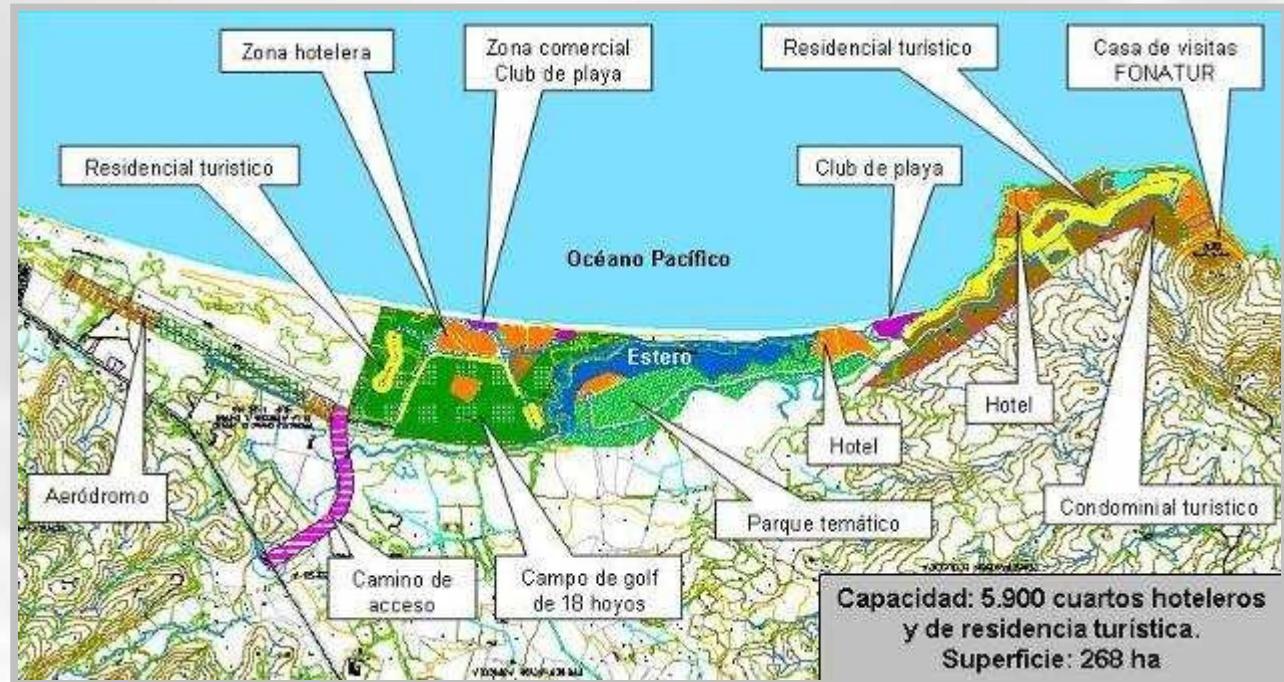 Zona hotelera
Zona comercial
Club de playa
Residencial turístico
Casa de visitas
FONATUR
Residencial turístico
Club de playa
Océano Pacífico
Estero
Hotel
Hotel
Aeródromo
Parque temático
Condominial turístico
Camino de
acceso
Campo de golf
de 18 hoyos
Capacidad: 5.900 cuartos hoteleros
y de residencia turística.
Superficie: 268 ha